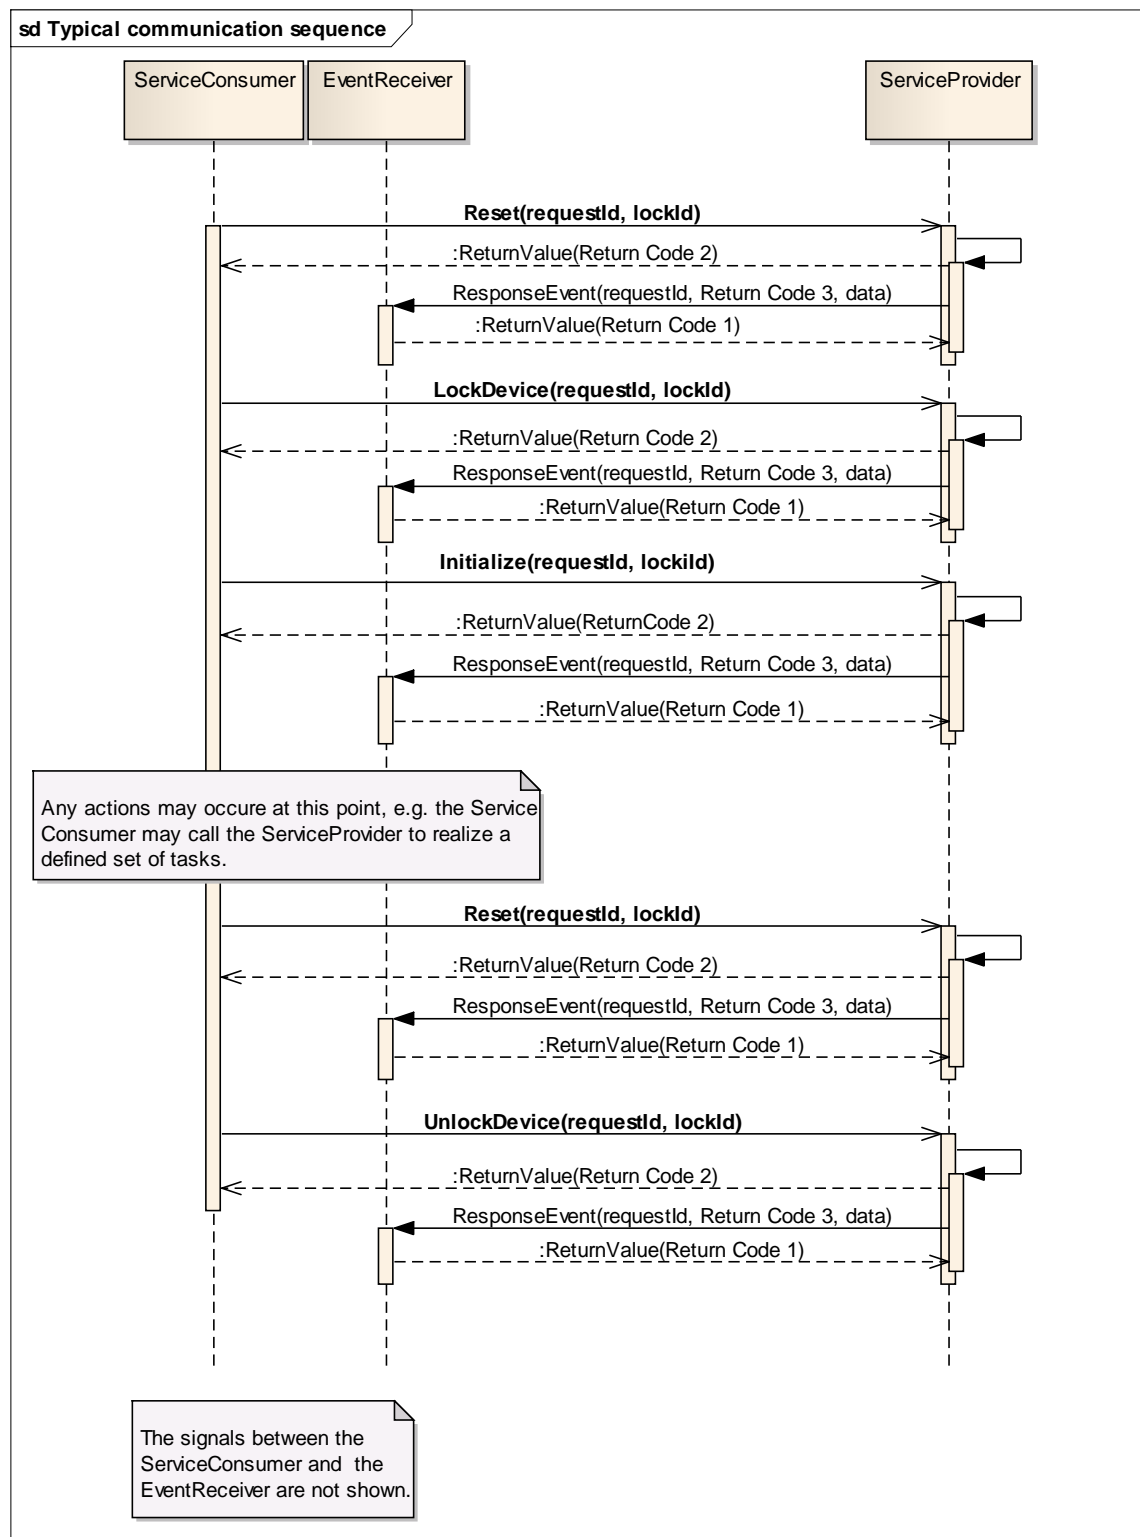 sd Typical communication sequence
ServiceConsumer
EventReceiver
ServiceProvider
Reset(requestId, lockId)
:ReturnValue(Return Code 2)
ResponseEvent(requestId, Return Code 3, data)
:ReturnValue(Return Code 1)
LockDevice(requestId, lockId)
:ReturnValue(Return Code 2)
ResponseEvent(requestId, Return Code 3, data)
:ReturnValue(Return Code 1)
Initialize(requestId, lockiId)
:ReturnValue(ReturnCode 2)
ResponseEvent(requestId, Return Code 3, data)
:ReturnValue(Return Code 1)
Any actions may occure at this point, e.g. the Service
Consumer may call the ServiceProvider to realize a
defined set of tasks.
Reset(requestId, lockId)
:ReturnValue(Return Code 2)
ResponseEvent(requestId, Return Code 3, data)
:ReturnValue(Return Code 1)
UnlockDevice(requestId, lockId)
:ReturnValue(Return Code 2)
ResponseEvent(requestId, Return Code 3, data)
:ReturnValue(Return Code 1)
The signals between the
ServiceConsumer and  the
EventReceiver are not shown.